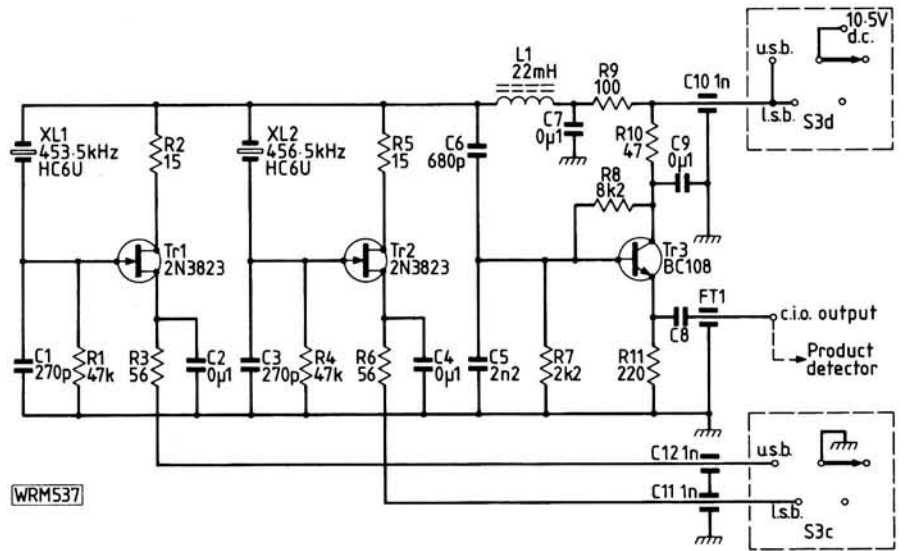 10·5V
d.c.
u.s.b.
l.s.b.
S3d
L1
22mH
R9
100
C10 1n
XL1
453·5kHz
HC6U
R2
15
XL2
456·5kHz
HC6U
R5
15
C6
680p
C7
0µ1
R10
47
C9
0µ1
R8
8k2
Tr1
2N3823
Tr2
2N3823
Tr3
BC108
FT1
c.i.o. output
Product
detector
C8
C1
270p
R1
47k
R3
56
C2
0µ1
C3
270p
R4
47k
R6
56
C4
0µ1
C5
2n2
R7
2k2
R11
220
C12 1n
u.s.b.
C11 1n
l.s.b.
S3c
WRM537